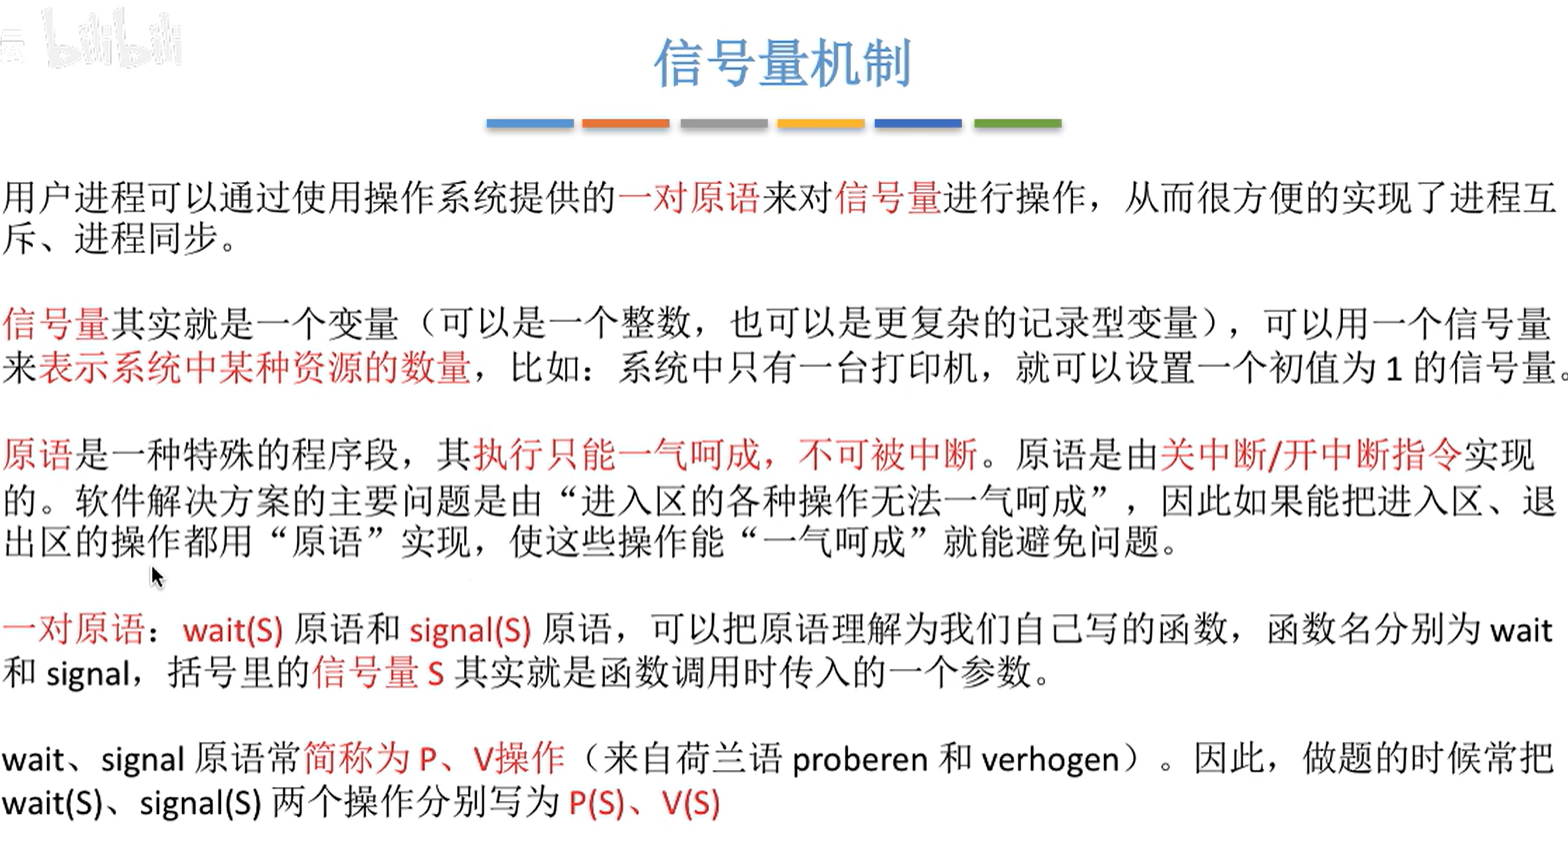 bilibili
信号量机制
用户进程可以通过使用操作系统提供的一对原语来对信号量进行操作，从而很方便的实现了进程互
斥、进程同步。
信号量其实就是一个变量（可以是一个整数，也可以是更复杂的记录型变量），可以用一个信号量
来表示系统中某种资源的数量，比如：系统中只有一台打印机，就可以设置一个初值为 1 的信号量。
原语是一种特殊的程序段，其执行只能一气呵成，不可被中断。原语是由关中断/开中断指令实现
的。软件解决方案的主要问题是由“进入区的各种操作无法一气呵成”，因此如果能把进入区、退
出区的操作都用“原语”实现，使这些操作能“一气呵成”就能避免问题。
一对原语：wait(S) 原语和 signal(S) 原语，可以把原语理解为我们自己写的函数，函数名分别为 wait
和 signal，括号里的信号量 S 其实就是函数调用时传入的一个参数。
wait、signal 原语常简称为 P、V操作（来自荷兰语 proberen 和 verhogen）。因此，做题的时候常把
wait(S)、signal(S) 两个操作分别写为 P(S)、V(S)